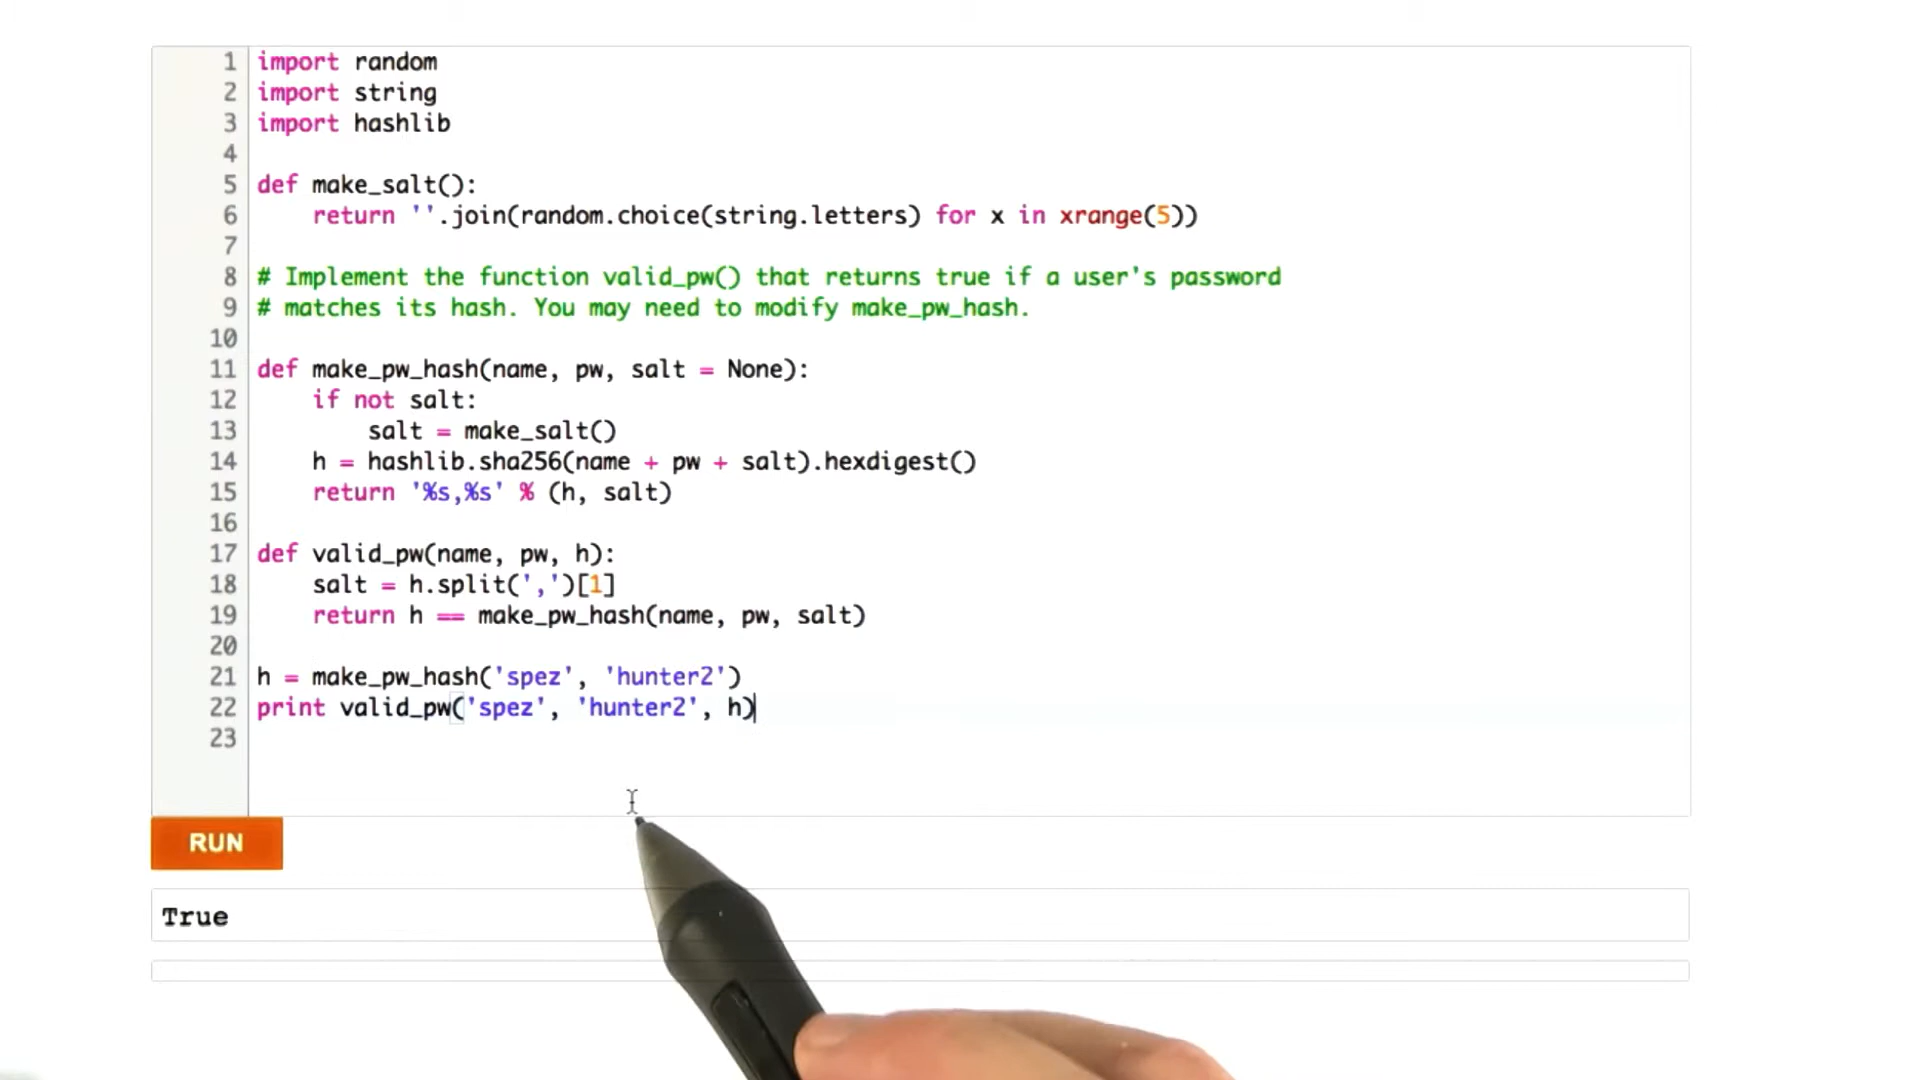 1 import random
2 import string
3 import hashlib
4
5 def make_salt():
6     return ''.join(random.choice(string.letters) for x in xrange(5))
7
8 # Implement the function valid_pw() that returns true if a user's password
9 # matches its hash. You may need to modify make_pw_hash.
10
11 def make_pw_hash(name, pw, salt = None):
12     if not salt:
13         salt = make_salt()
14     h = hashlib.sha256(name + pw + salt).hexdigest()
15     return '%s,%s' % (h, salt)
16
17 def valid_pw(name, pw, h):
18     salt = h.split(',')[1]
19     return h == make_pw_hash(name, pw, salt)
20
21 h = make_pw_hash('spez', 'hunter2')
22 print valid_pw('spez', 'hunter2', h)
23
RUN
True